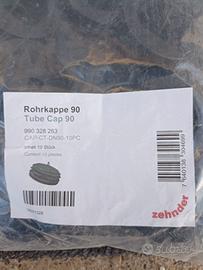 Rohrkappe 90
Tube Cap 90
990 328 263
CAP-CT-DN90-10PC
Inhalt 10 Stück
Content 10 pieces
zehnder